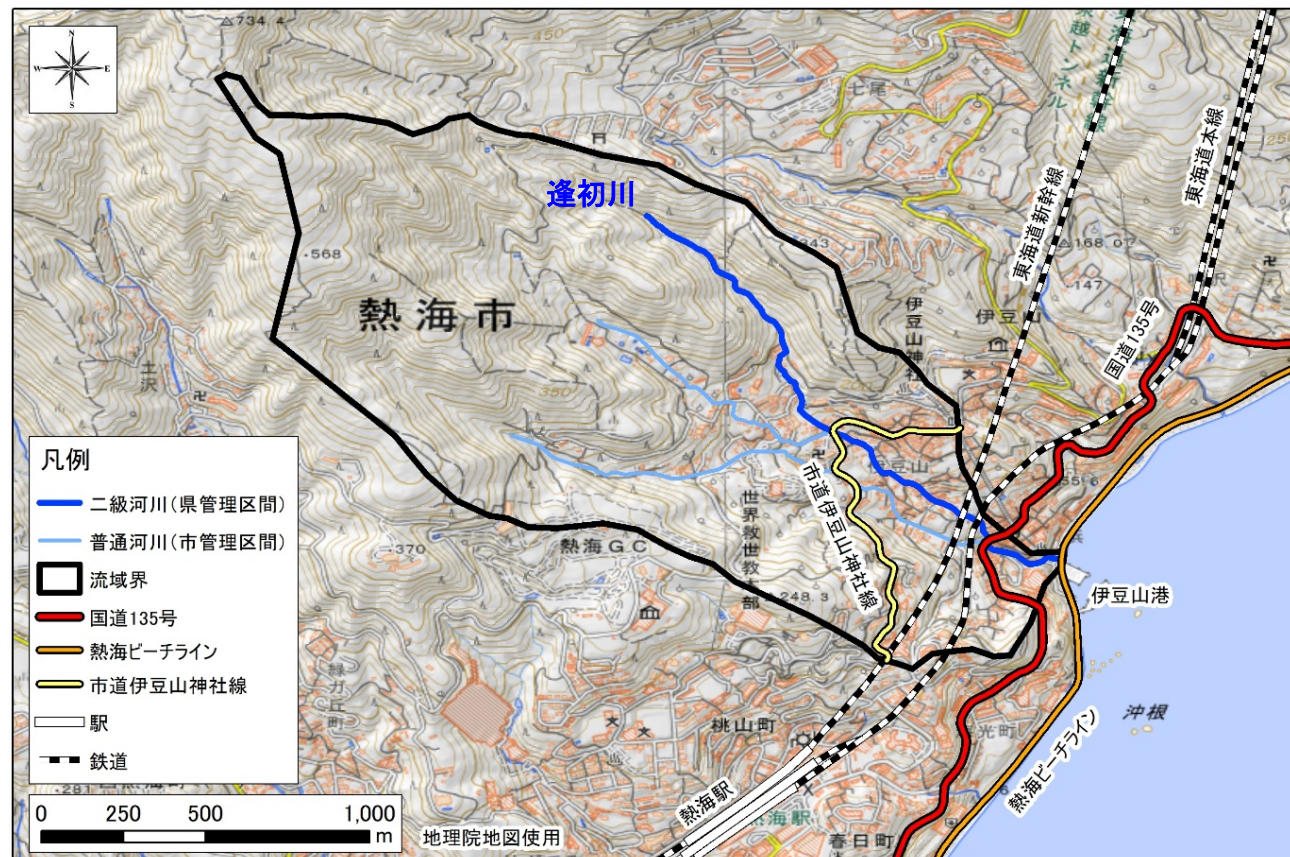 N
W
E
S
734.4
450
七尾
東海道新幹線
東海道本線
逢初川
343
168.0
147
568
熱海市
伊豆山神社
伊豆山
国道135号
土沢
350
凡例
二級河川(県管理区間)
普通河川(市管理区間)
流域界
国道135号
熱海ビーチライン
市道伊豆山神社線
駅
鉄道
伊豆山
市道伊豆山神社線
世界救世教本部
熱海GC
370
248.3
伊豆山港
緑ガ丘町
桃山町
沖根
熱海ビーチライン
281
熱海駅
熱海駅
春日町
0
250
500
1,000
m
地理院地図使用